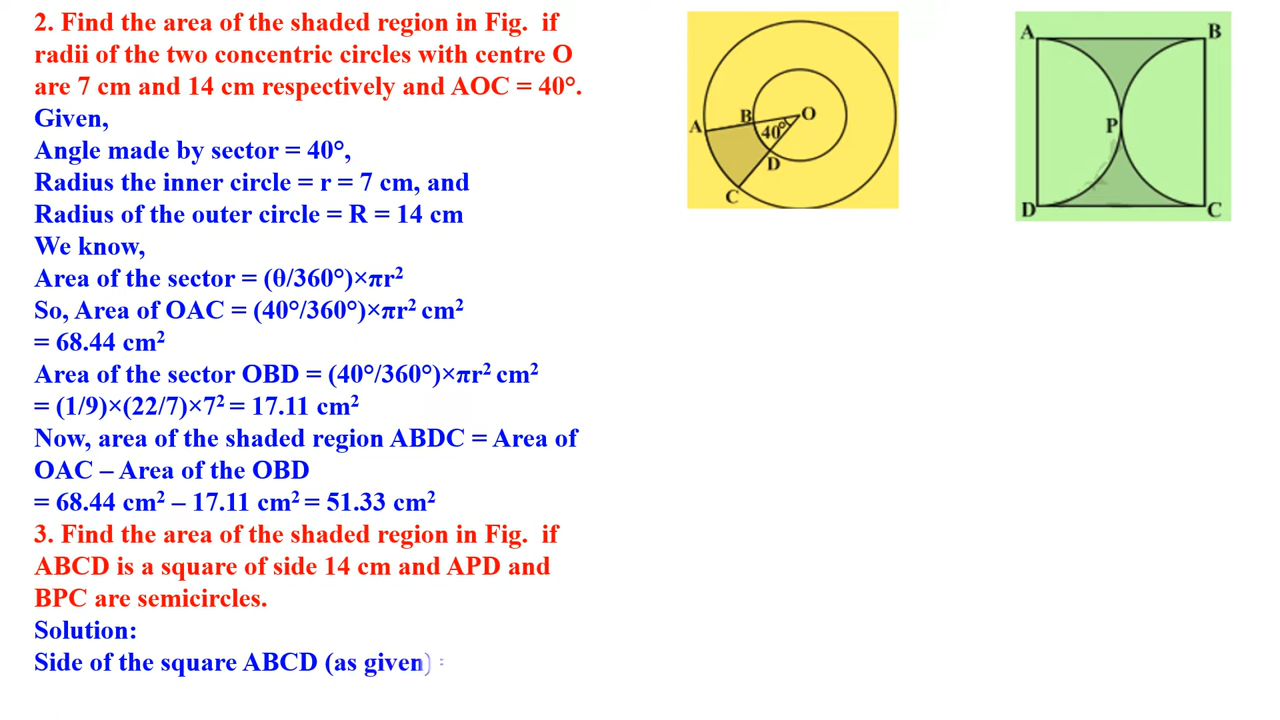 2. Find the area of the shaded region in Fig. if
radii of the two concentric circles with centre O
are 7 cm and 14 cm respectively and AOC = 40°.
Given,
Angle made by sector = 40°,
Radius the inner circle = r = 7 cm, and
Radius of the outer circle = R = 14 cm
We know,
Area of the sector = (θ/360°)×πr²
So, Area of OAC = (40°/360°)×πr² cm²
= 68.44 cm²
Area of the sector OBD = (40°/360°)×πr² cm²
= (1/9)×(22/7)×7² = 17.11 cm²
Now, area of the shaded region ABDC = Area of
OAC – Area of the OBD
= 68.44 cm² – 17.11 cm² = 51.33 cm²
3. Find the area of the shaded region in Fig. if
ABCD is a square of side 14 cm and APD and
BPC are semicircles.
Solution:
Side of the square ABCD (as given)
A
B
O
40°
D
C
A
B
P
D
C